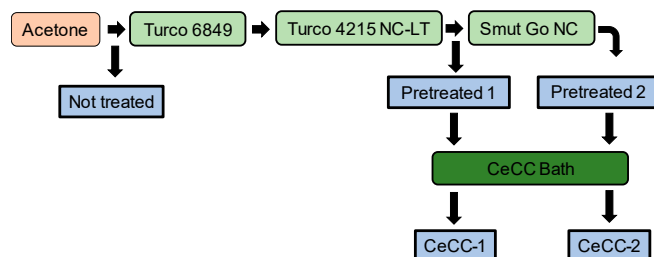 Acetone
Turco 6849
Turco 4215 NC-LT
Smut Go NC
Not treated
Pretreated 1
Pretreated 2
CeCC Bath
CeCC-1
CeCC-2